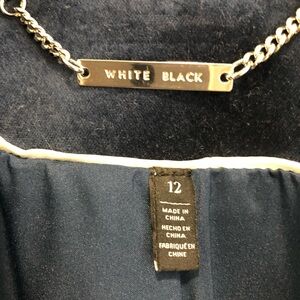 WHITE BLACK
12
MADE IN
CHINA
HECHO EN
CHINA
FABRIQUÉ EN
CHINE